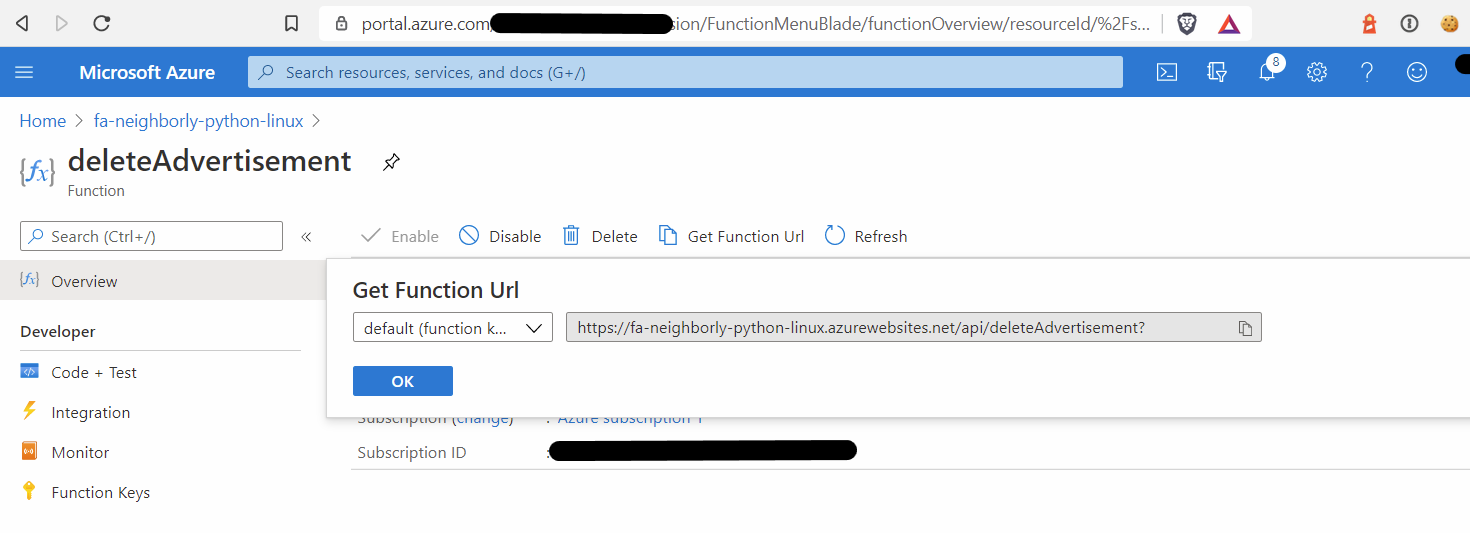 portal.azure.com/ sion/FunctionMenuBlade/functionOverview/resourceId/%2Fs...
Microsoft Azure
Search resources, services, and docs (G+/)
8
Home > fa-neighborly-python-linux >
{fx} deleteAdvertisement
Function
Search (Ctrl+/) «
Enable Disable Delete Get Function Url Refresh
{fx} Overview
Get Function Url
default (function k... https://fa-neighborly-python-linux.azurewebsites.net/api/deleteAdvertisement?
OK
Developer
Code + Test
Integration
Monitor
Function Keys
Subscription (change) : Azure subscription 1
Subscription ID :